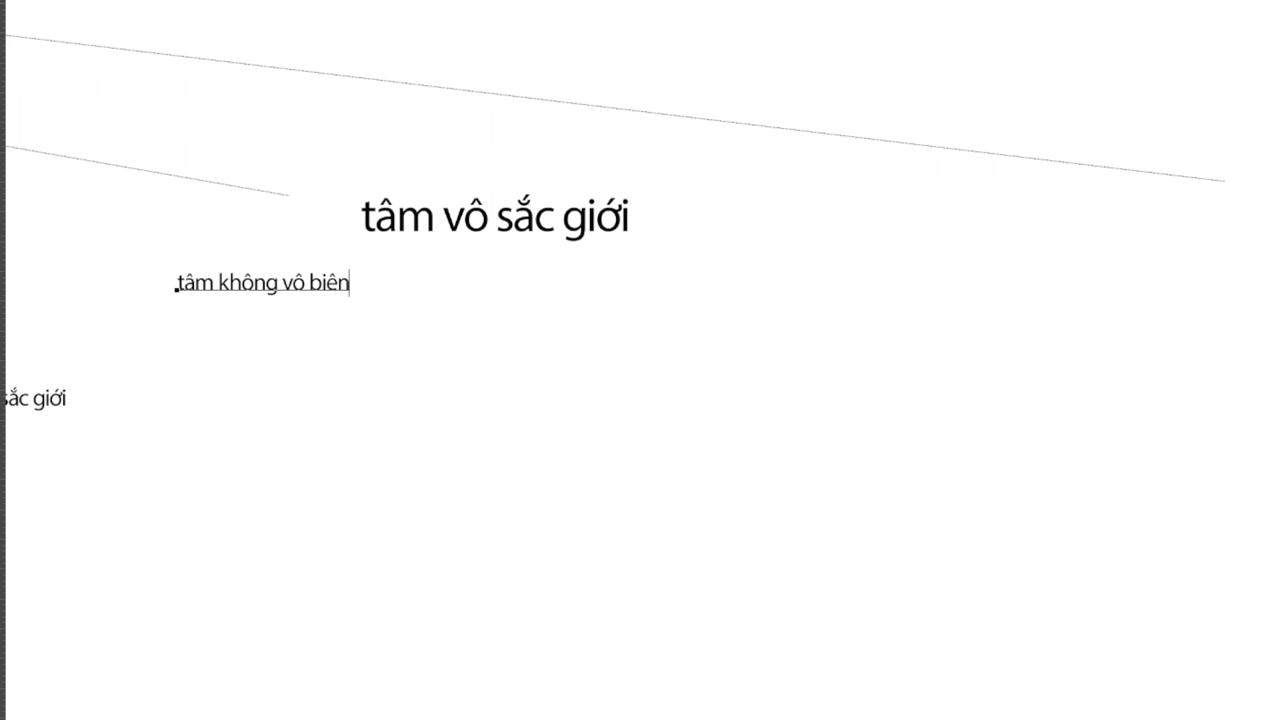 tâm vô sắc giới
tâm không vô biên
sắc giới